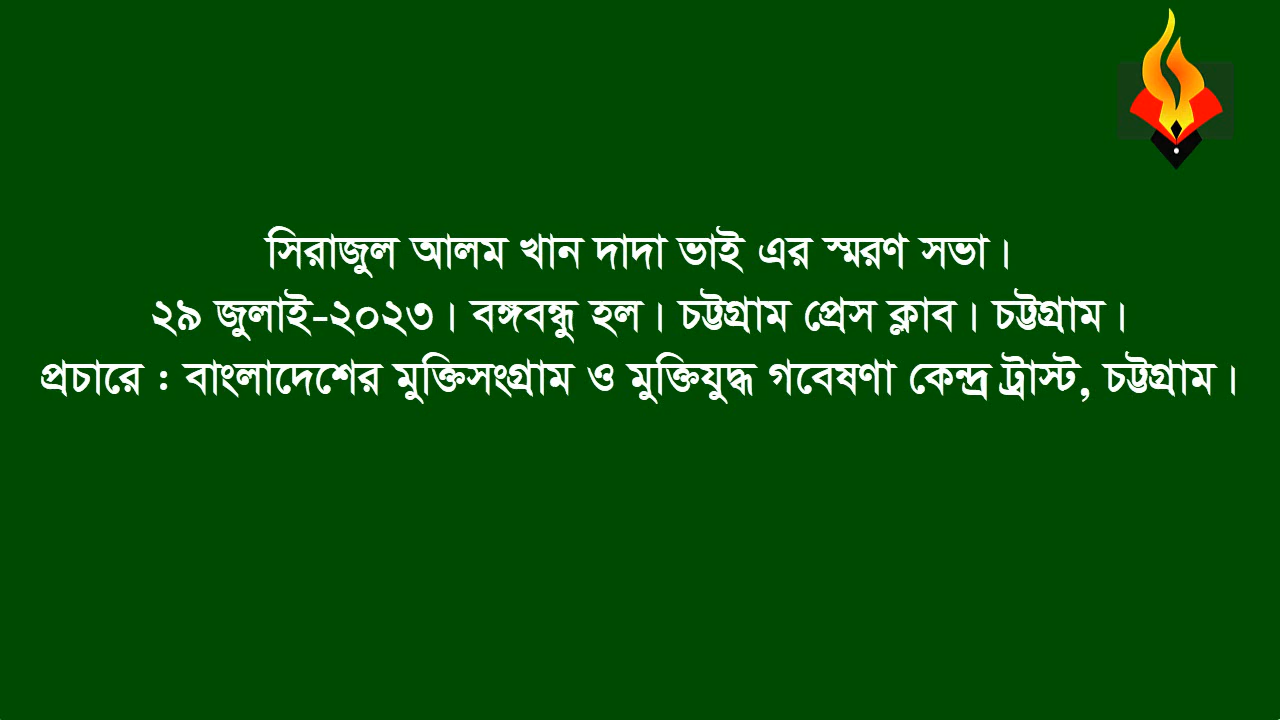 সিরাজুল আলম খান দাদা ভাই এর স্মরণ সভা।
২৯ জুলাই-২০২৩। বঙ্গবন্ধু হল। চট্টগ্রাম প্রেস ক্লাব। চট্টগ্রাম।
প্রচারে : বাংলাদেশের মুক্তিসংগ্রাম ও মুক্তিযুদ্ধ গবেষণা কেন্দ্র ট্রাস্ট, চট্টগ্রাম।